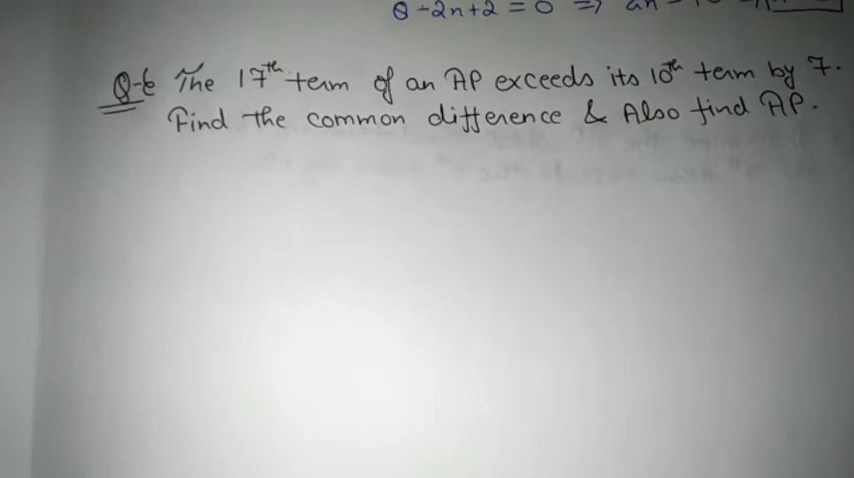 θ-2n+2 = 0 =>
Q-6 The 17th term of an AP exceeds its 10th term by 7.
Find the common difference & Also find AP.